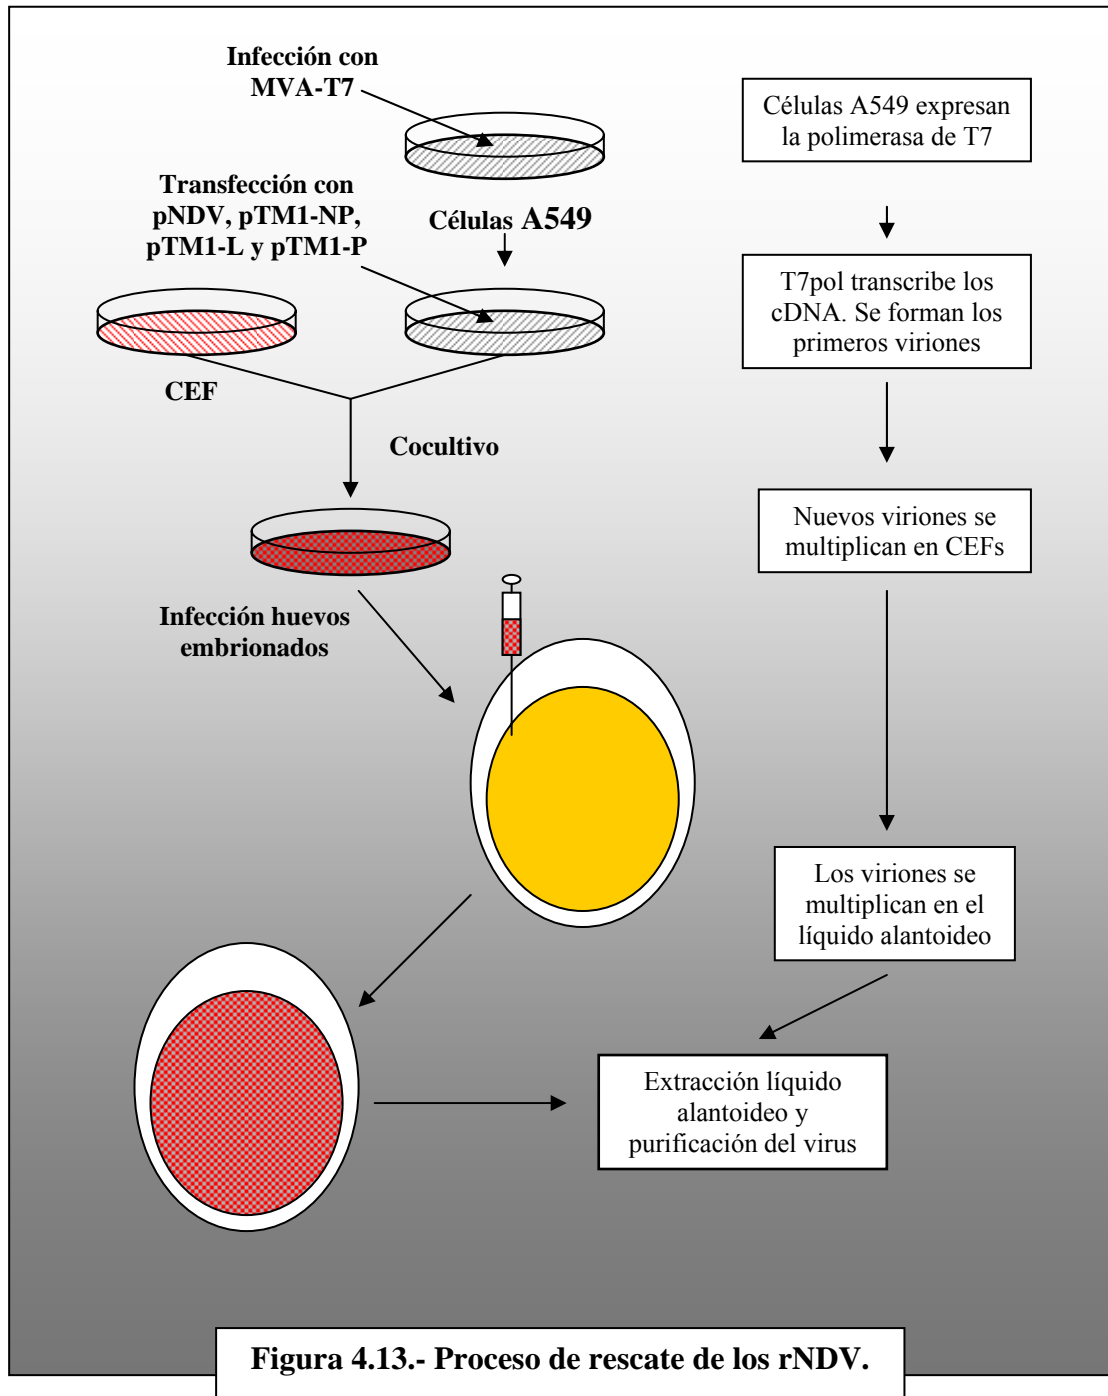 Infección con
MVA-T7
Células A549 expresan
la polimerasa de T7
Transfección con
pNDV, pTM1-NP,
pTM1-L y pTM1-P
Células A549
T7pol transcribe los
cDNA. Se forman los
primeros viriones
CEF
Cocultivo
Nuevos viriones se
multiplican en CEFs
Infección huevos
embrionados
Los viriones se
multiplican en el
líquido alantoideo
Extracción líquido
alantoideo y
purificación del virus
Figura 4.13.- Proceso de rescate de los rNDV.